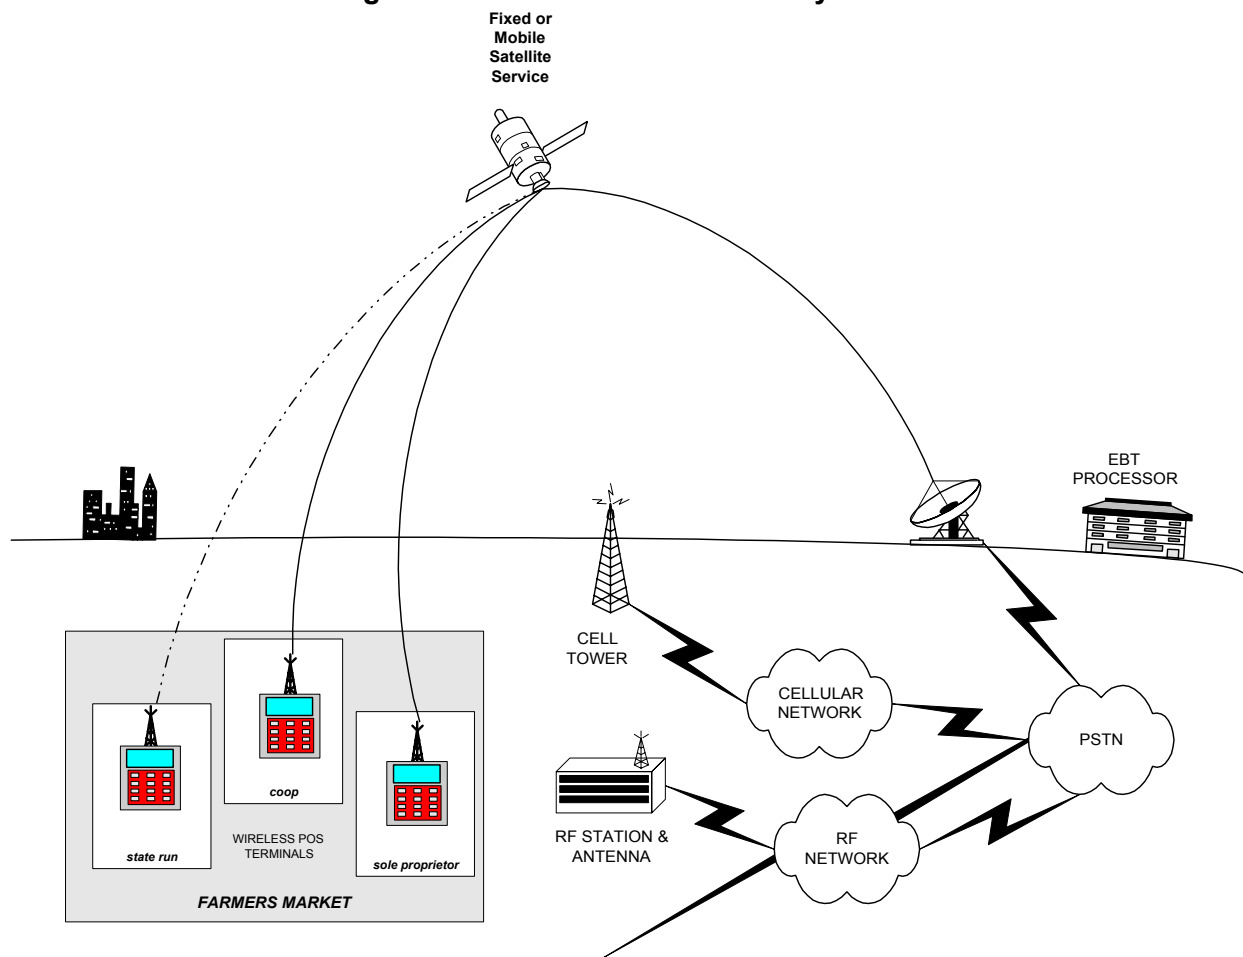 Fixed or
Mobile
Satellite
Service
EBT
PROCESSOR
CELL
TOWER
CELLULAR
NETWORK
PSTN
RF STATION &
ANTENNA
RF
NETWORK
coop
state run
WIRELESS POS
TERMINALS
sole proprietor
FARMERS MARKET